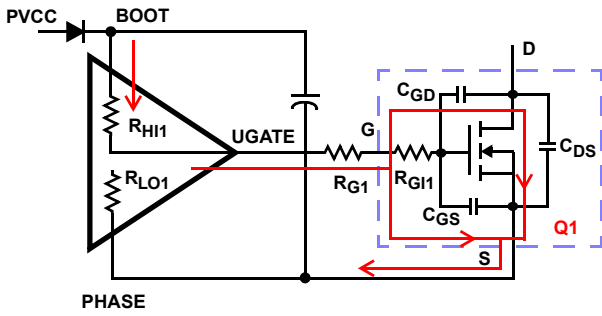 PVCC
BOOT
D
CGD
RHI1
UGATE
G
CDS
RLO1
RG1
RGI1
CGS
Q1
S
PHASE